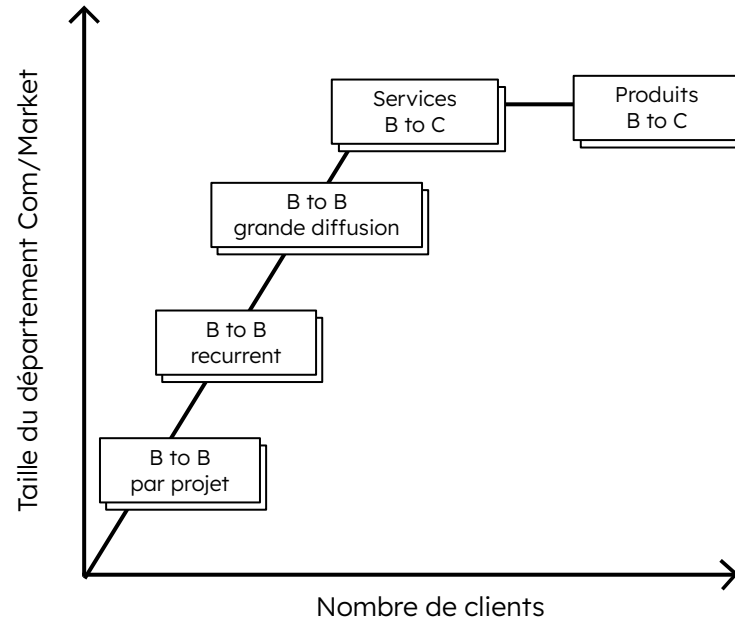 Taille du département Com/Market
Services
B to C
Produits
B to C
B to B
grande diffusion
B to B
recurrent
B to B
par projet
Nombre de clients